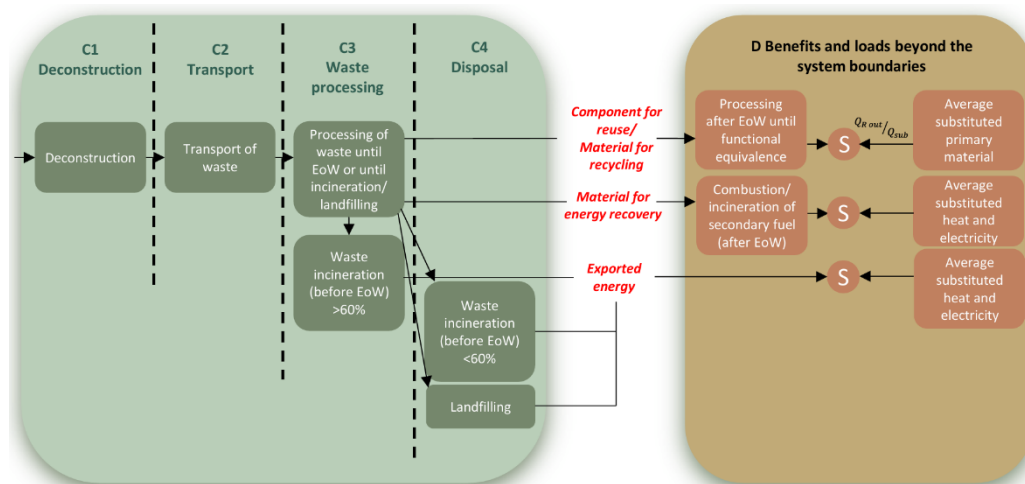 C1
Deconstruction
C2
Transport
C3
Waste
processing
C4
Disposal
D Benefits and loads beyond the
system boundaries
Deconstruction
Transport of
waste
Processing of
waste until
EoW or until
incineration/
landfilling
Waste
incineration
(before EoW)
>60%
Waste
incineration
(before EoW)
<60%
Landfilling
Component for
reuse/
Material for
recycling
Material for
energy recovery
Exported
energy
Processing
after EoW until
functional
equivalence
S
Q_R out/Q_sub
Average
substituted
primary
material
Combustion/
incineration of
secondary fuel
(after EoW)
S
Average
substituted
heat and
electricity
S
Average
substituted
heat and
electricity